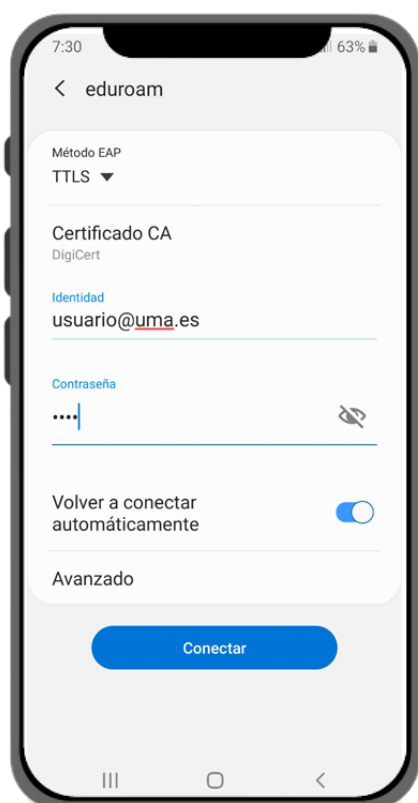 7:30 63%
eduroam
Método EAP
TTLS
Certificado CA
DigiCert
Identidad
usuario@uma.es
Contraseña
••••
Volver a conectar
automáticamente
Avanzado
Conectar